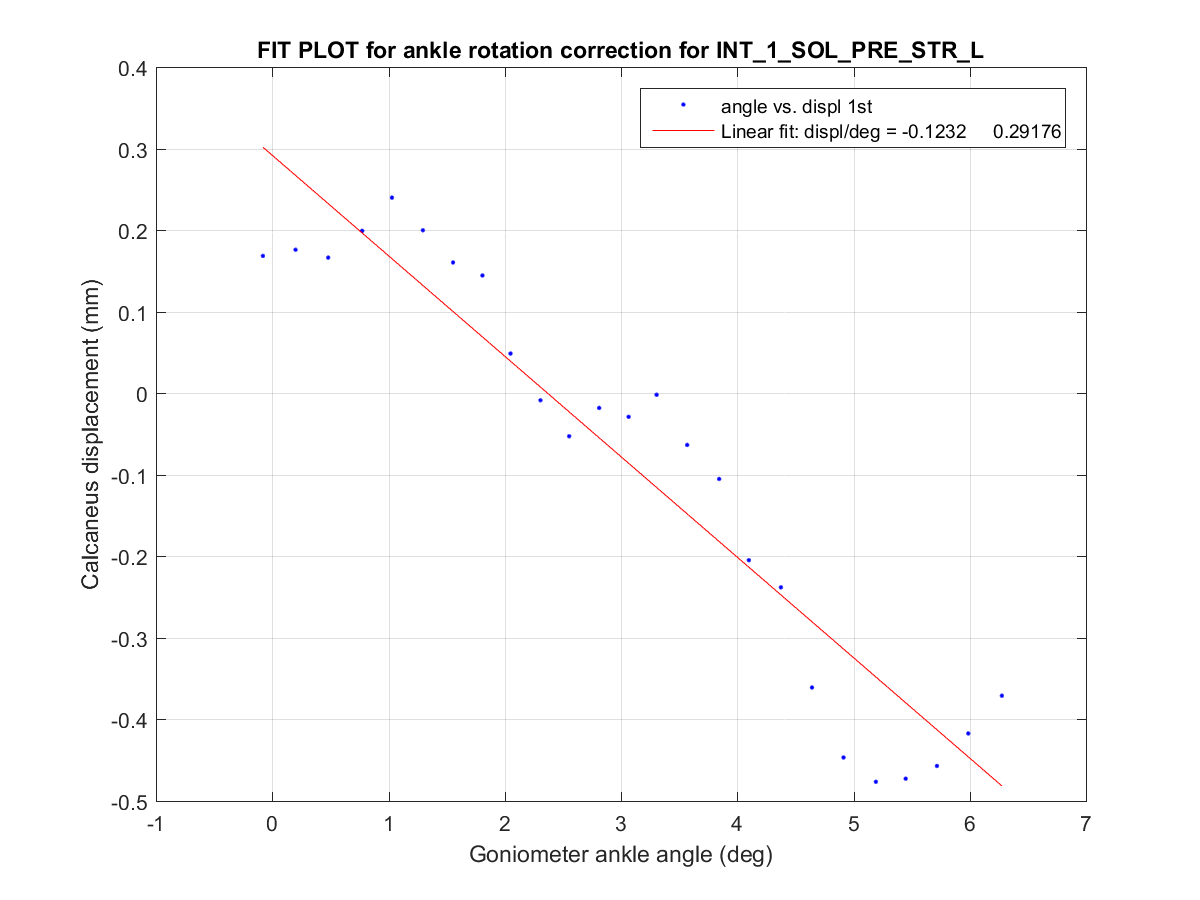 FIT PLOT for ankle rotation correction for INT_1_SOL_PRE_STR_L
0.4
angle vs. displ 1st
Linear fit: displ/deg = -0.1232 0.29176
0.3
0.2
0.1
0
-0.1
-0.2
-0.3
-0.4
-0.5
Calcaneus displacement (mm)
-1 0 1 2 3 4 5 6 7
Goniometer ankle angle (deg)